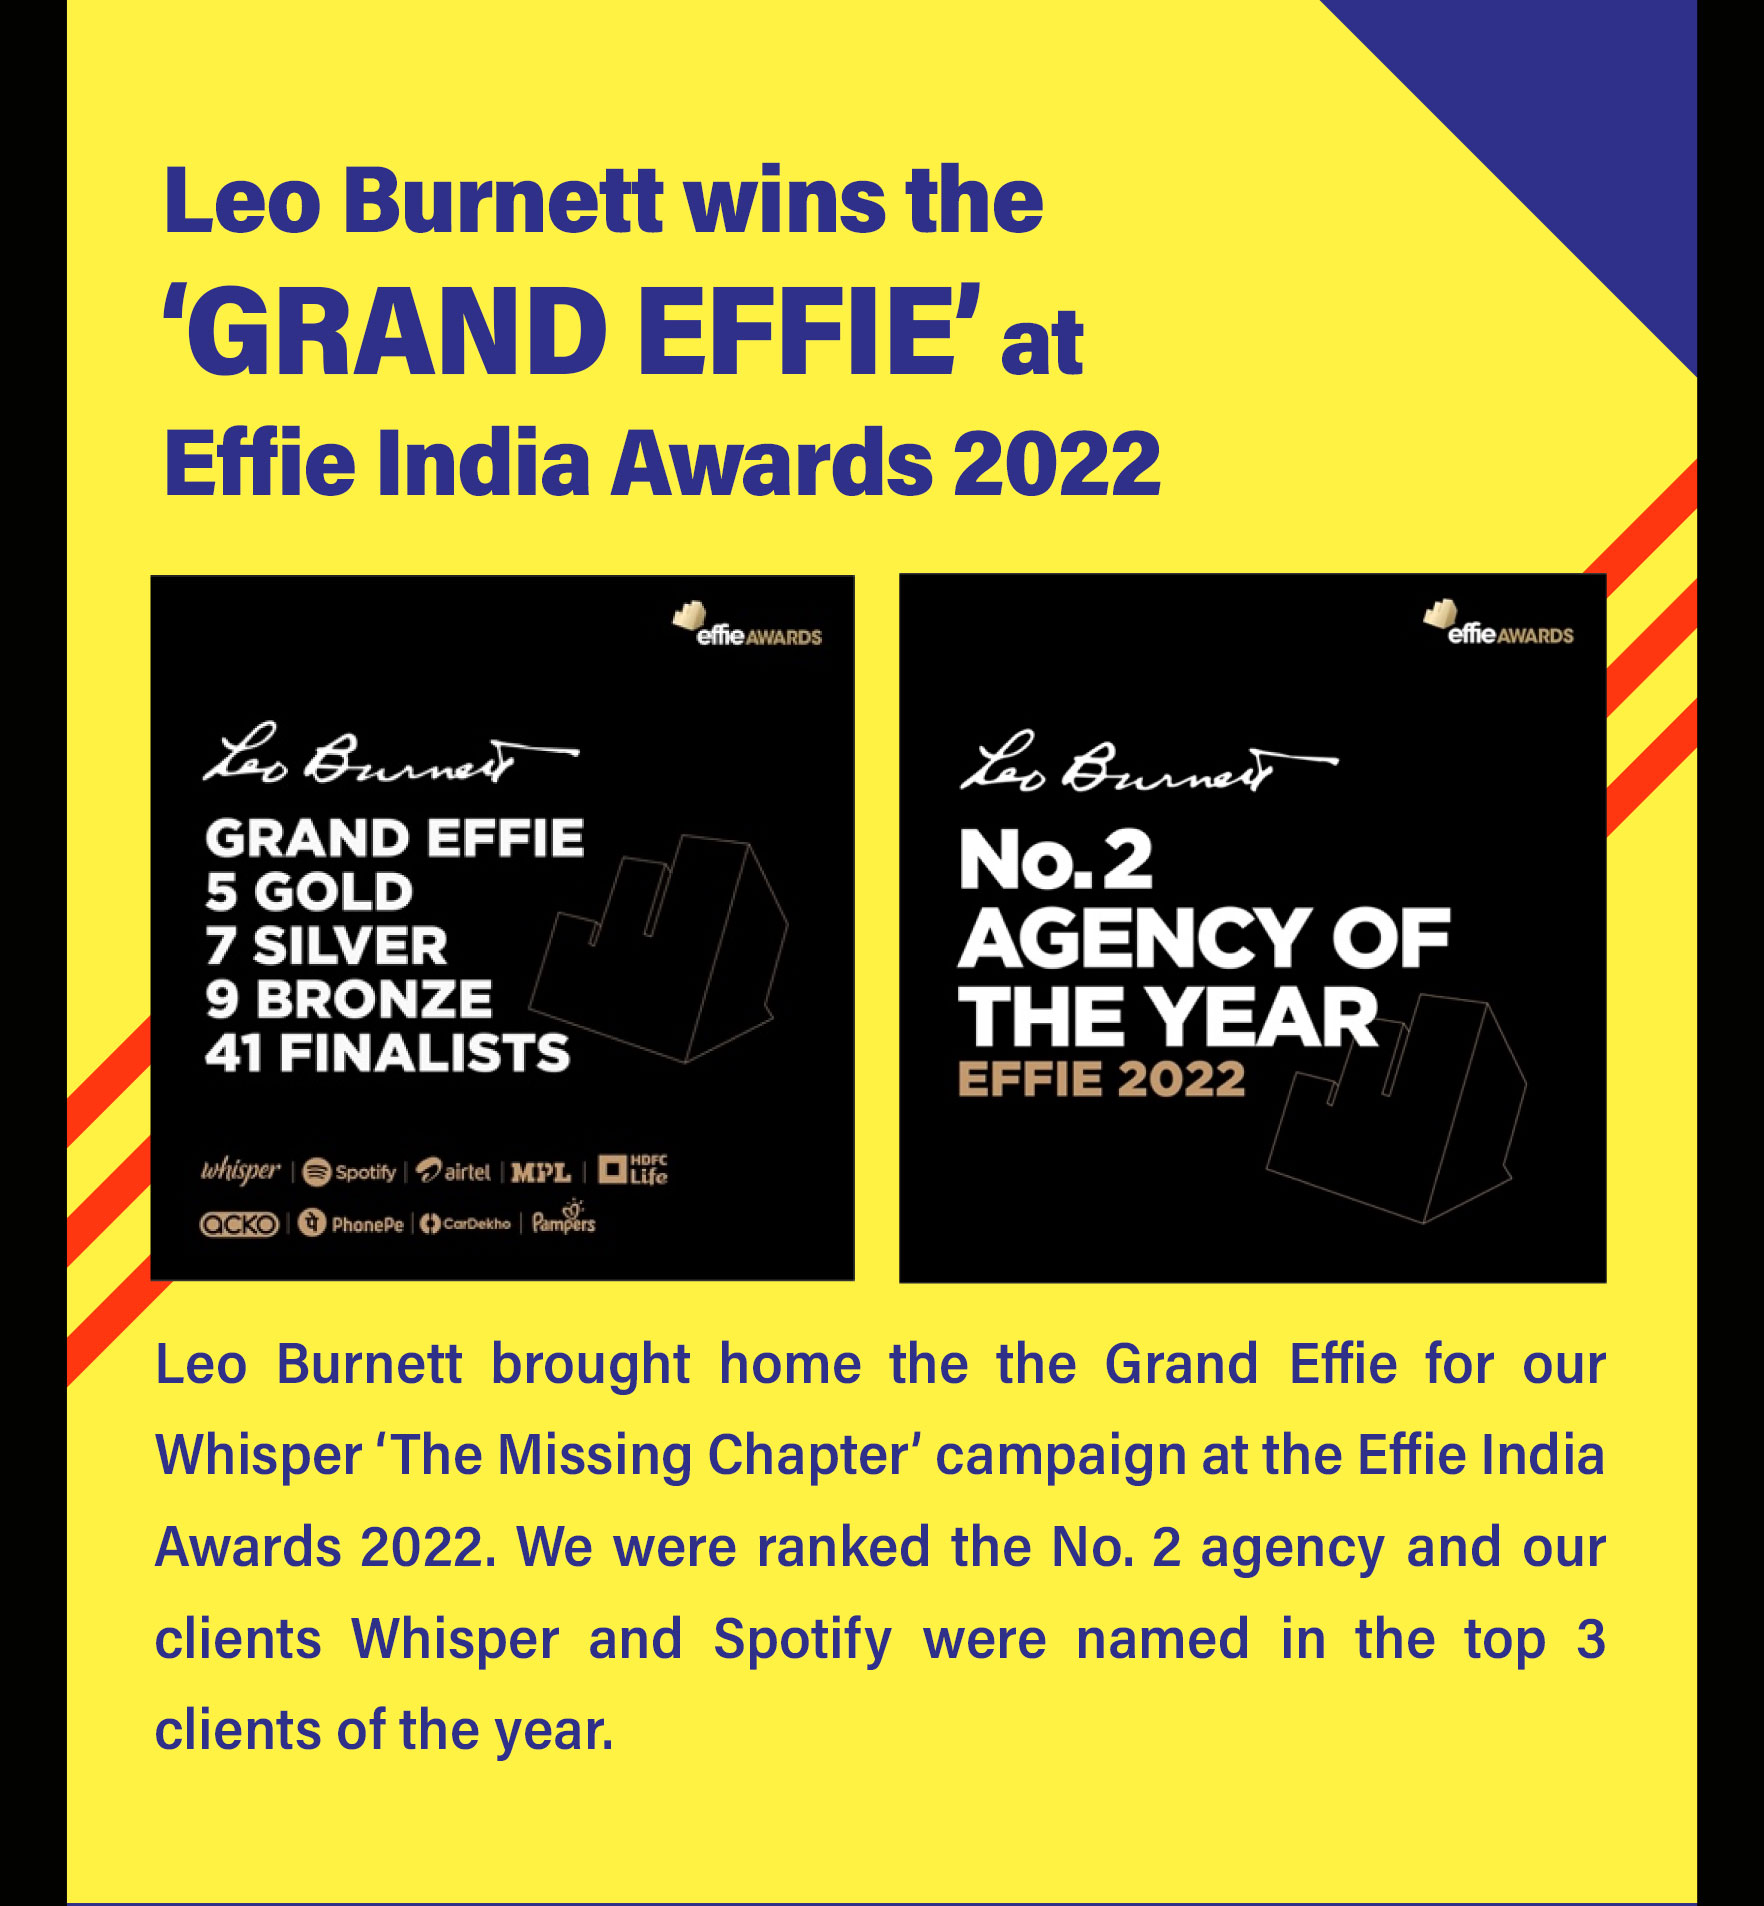 Leo Burnett wins the
‘GRAND EFFIE’ at
Effie India Awards 2022
effie AWARDS
Leo Burnett
GRAND EFFIE
5 GOLD
7 SILVER
9 BRONZE
41 FINALISTS
whisper | Spotify | airtel | MPL | HDFC Life
ACKO | PhonePe | CarDekho | Pampers
effie AWARDS
Leo Burnett
No. 2
AGENCY OF
THE YEAR
EFFIE 2022
Leo Burnett brought home the the Grand Effie for our
Whisper ‘The Missing Chapter’ campaign at the Effie India
Awards 2022. We were ranked the No. 2 agency and our
clients Whisper and Spotify were named in the top 3
clients of the year.